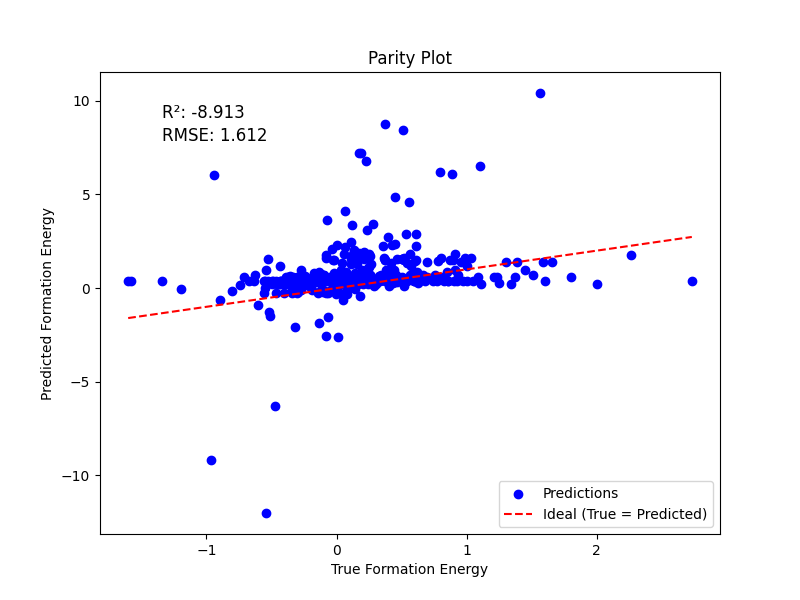 Parity Plot
R²: -8.913
RMSE: 1.612
10
5
0
−5
−10
Predicted Formation Energy
−1
0
1
2
True Formation Energy
Predictions
Ideal (True = Predicted)